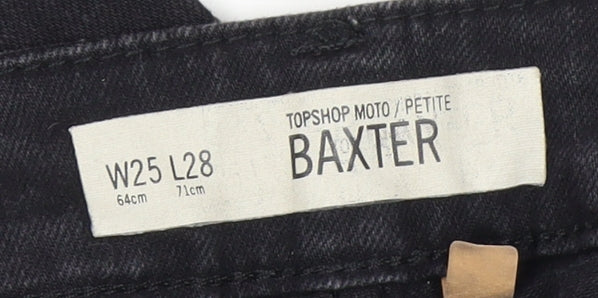 TOPSHOP MOTO / PETITE
BAXTER
W25 L28
64cm 71cm